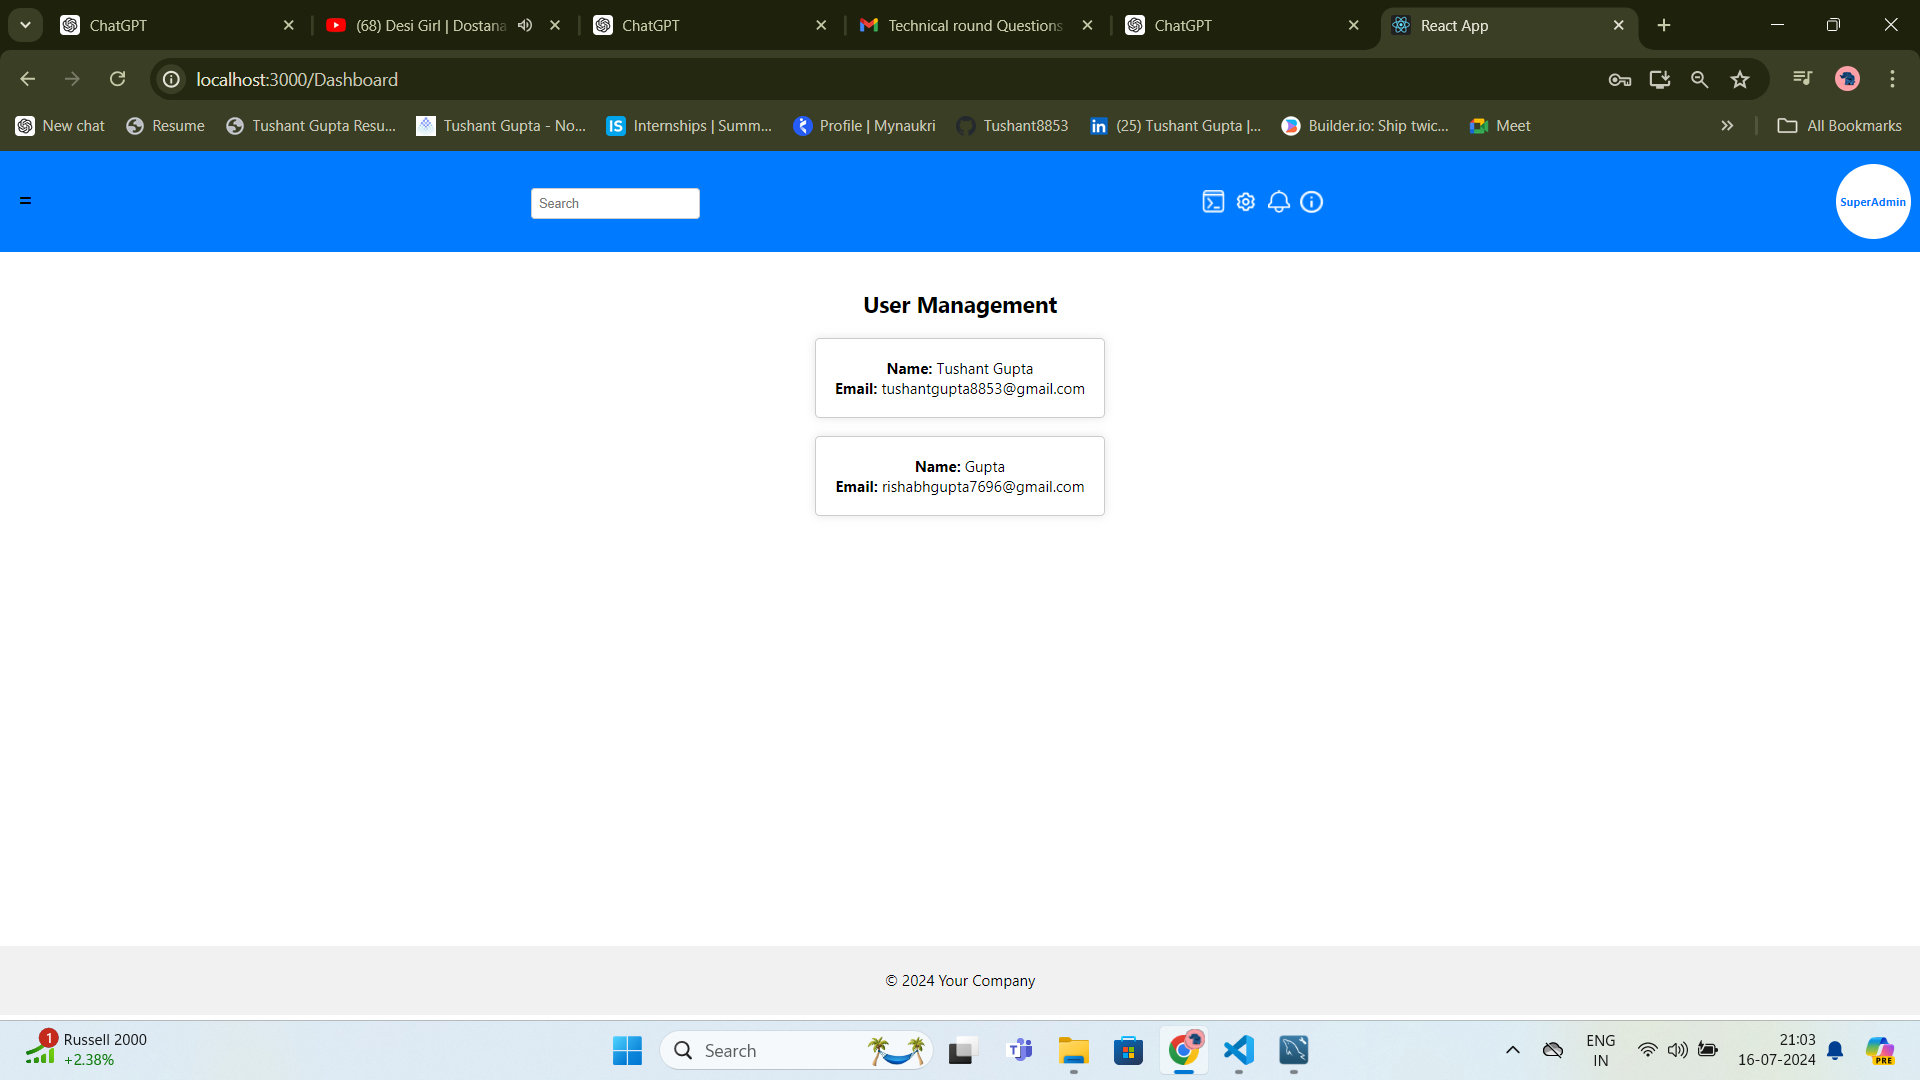 ChatGPT
(68) Desi Girl | Dostana
ChatGPT
Technical round Questions
ChatGPT
React App
localhost:3000/Dashboard
New chat
Resume
Tushant Gupta Resu...
Tushant Gupta - No...
IS
Internships | Summ...
Profile | Mynaukri
Tushant8853
in
(25) Tushant Gupta |...
Builder.io: Ship twic...
Meet
All Bookmarks
=
Search
SuperAdmin
User Management
Name: Tushant Gupta
Email: tushantgupta8853@gmail.com
Name: Gupta
Email: rishabhgupta7696@gmail.com
© 2024 Your Company
1
Russell 2000
+2.38%
Search
ENG
IN
21:03
16-07-2024
PRE